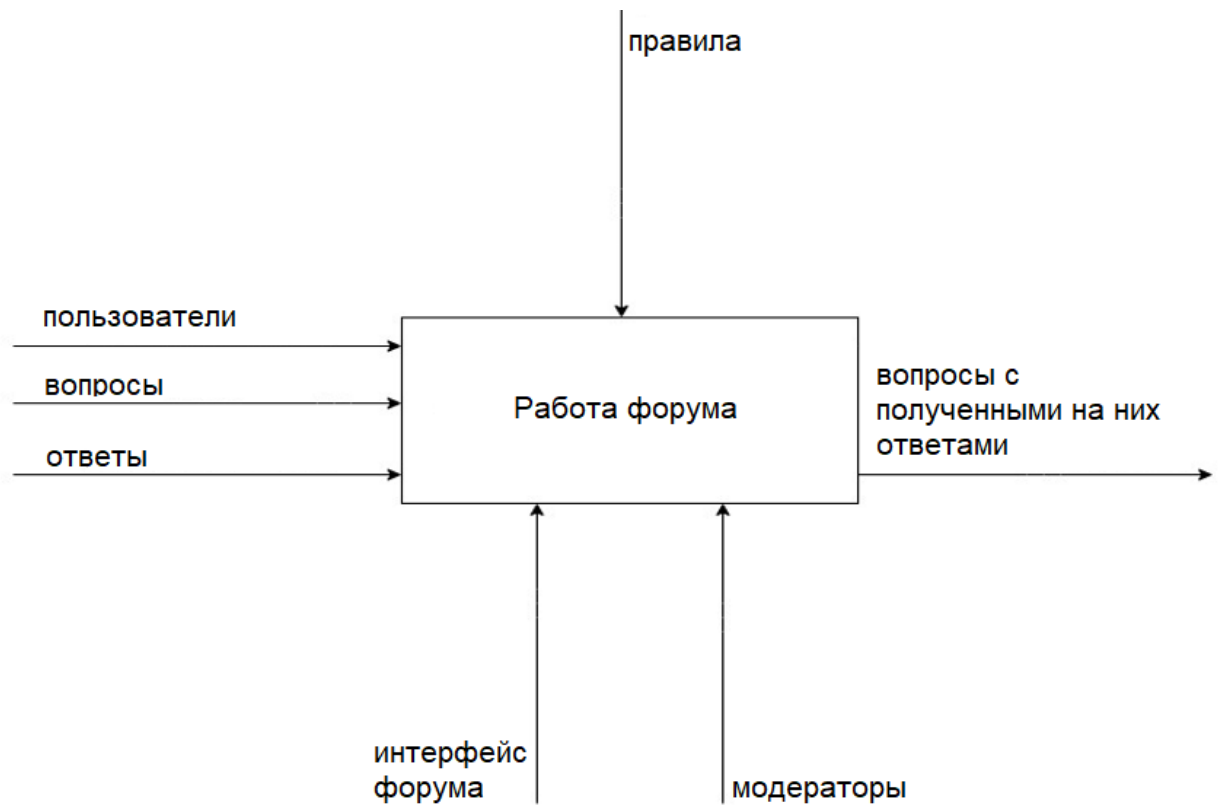 правила
пользователи
вопросы
ответы
Работа форума
вопросы с
полученными на них
ответами
интерфейс
форума
модераторы